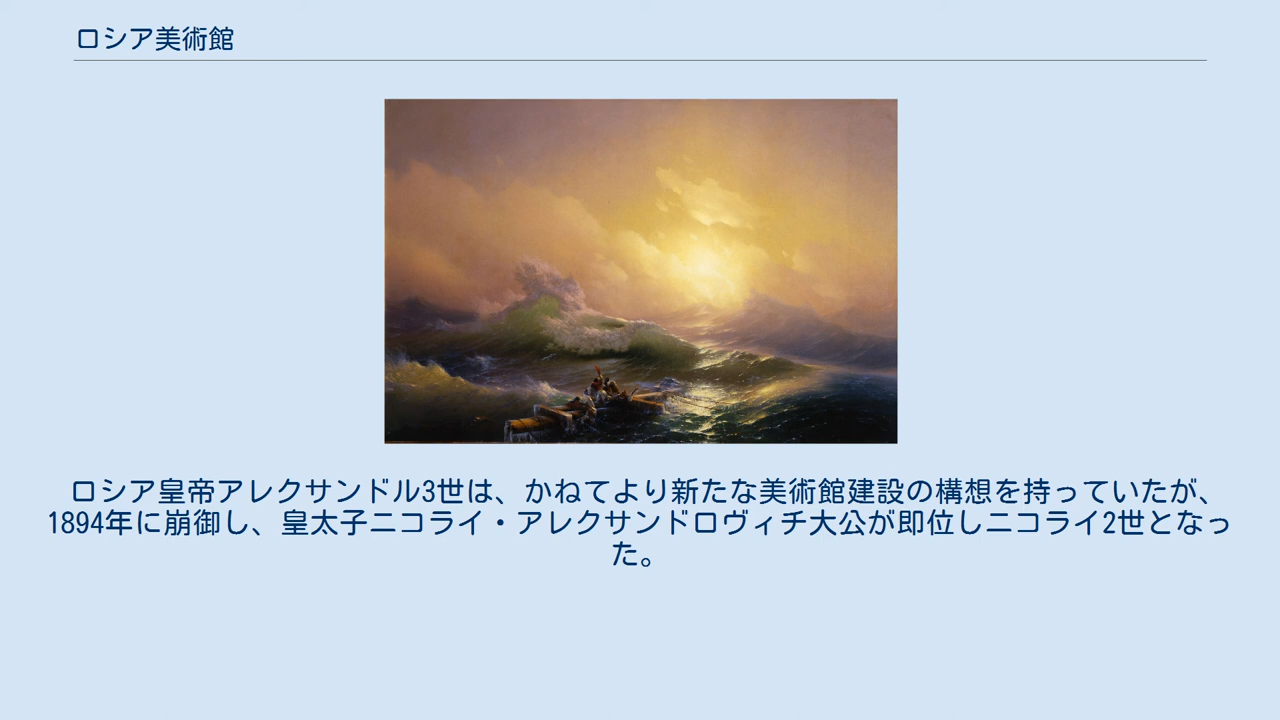 ロシア美術館
ロシア皇帝アレクサンドル3世は、かねてより新たな美術館建設の構想を持っていたが、
1894年に崩御し、皇太子ニコライ・アレクサンドロヴィチ大公が即位しニコライ2世となっ
た。